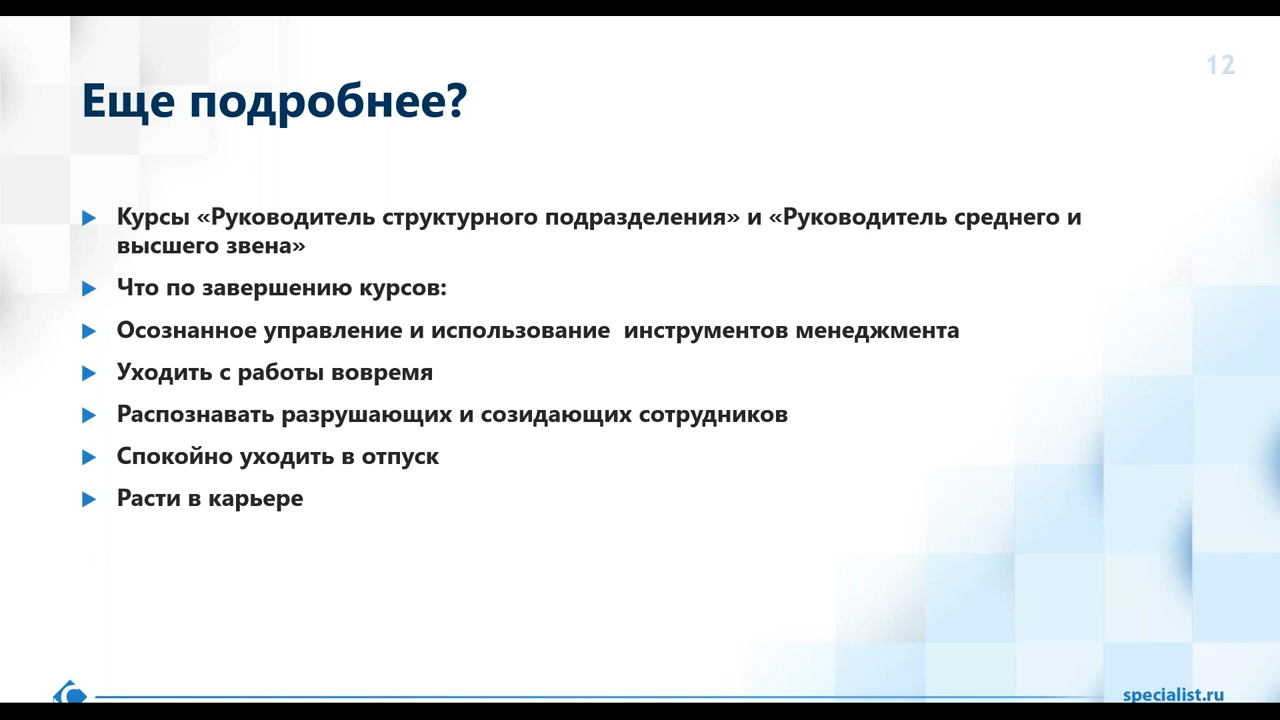 12
Еще подробнее?
Курсы «Руководитель структурного подразделения» и «Руководитель среднего и
высшего звена»
Что по завершению курсов:
Осознанное управление и использование  инструментов менеджмента
Уходить с работы вовремя
Распознавать разрушающих и созидающих сотрудников
Спокойно уходить в отпуск
Расти в карьере
specialist.ru